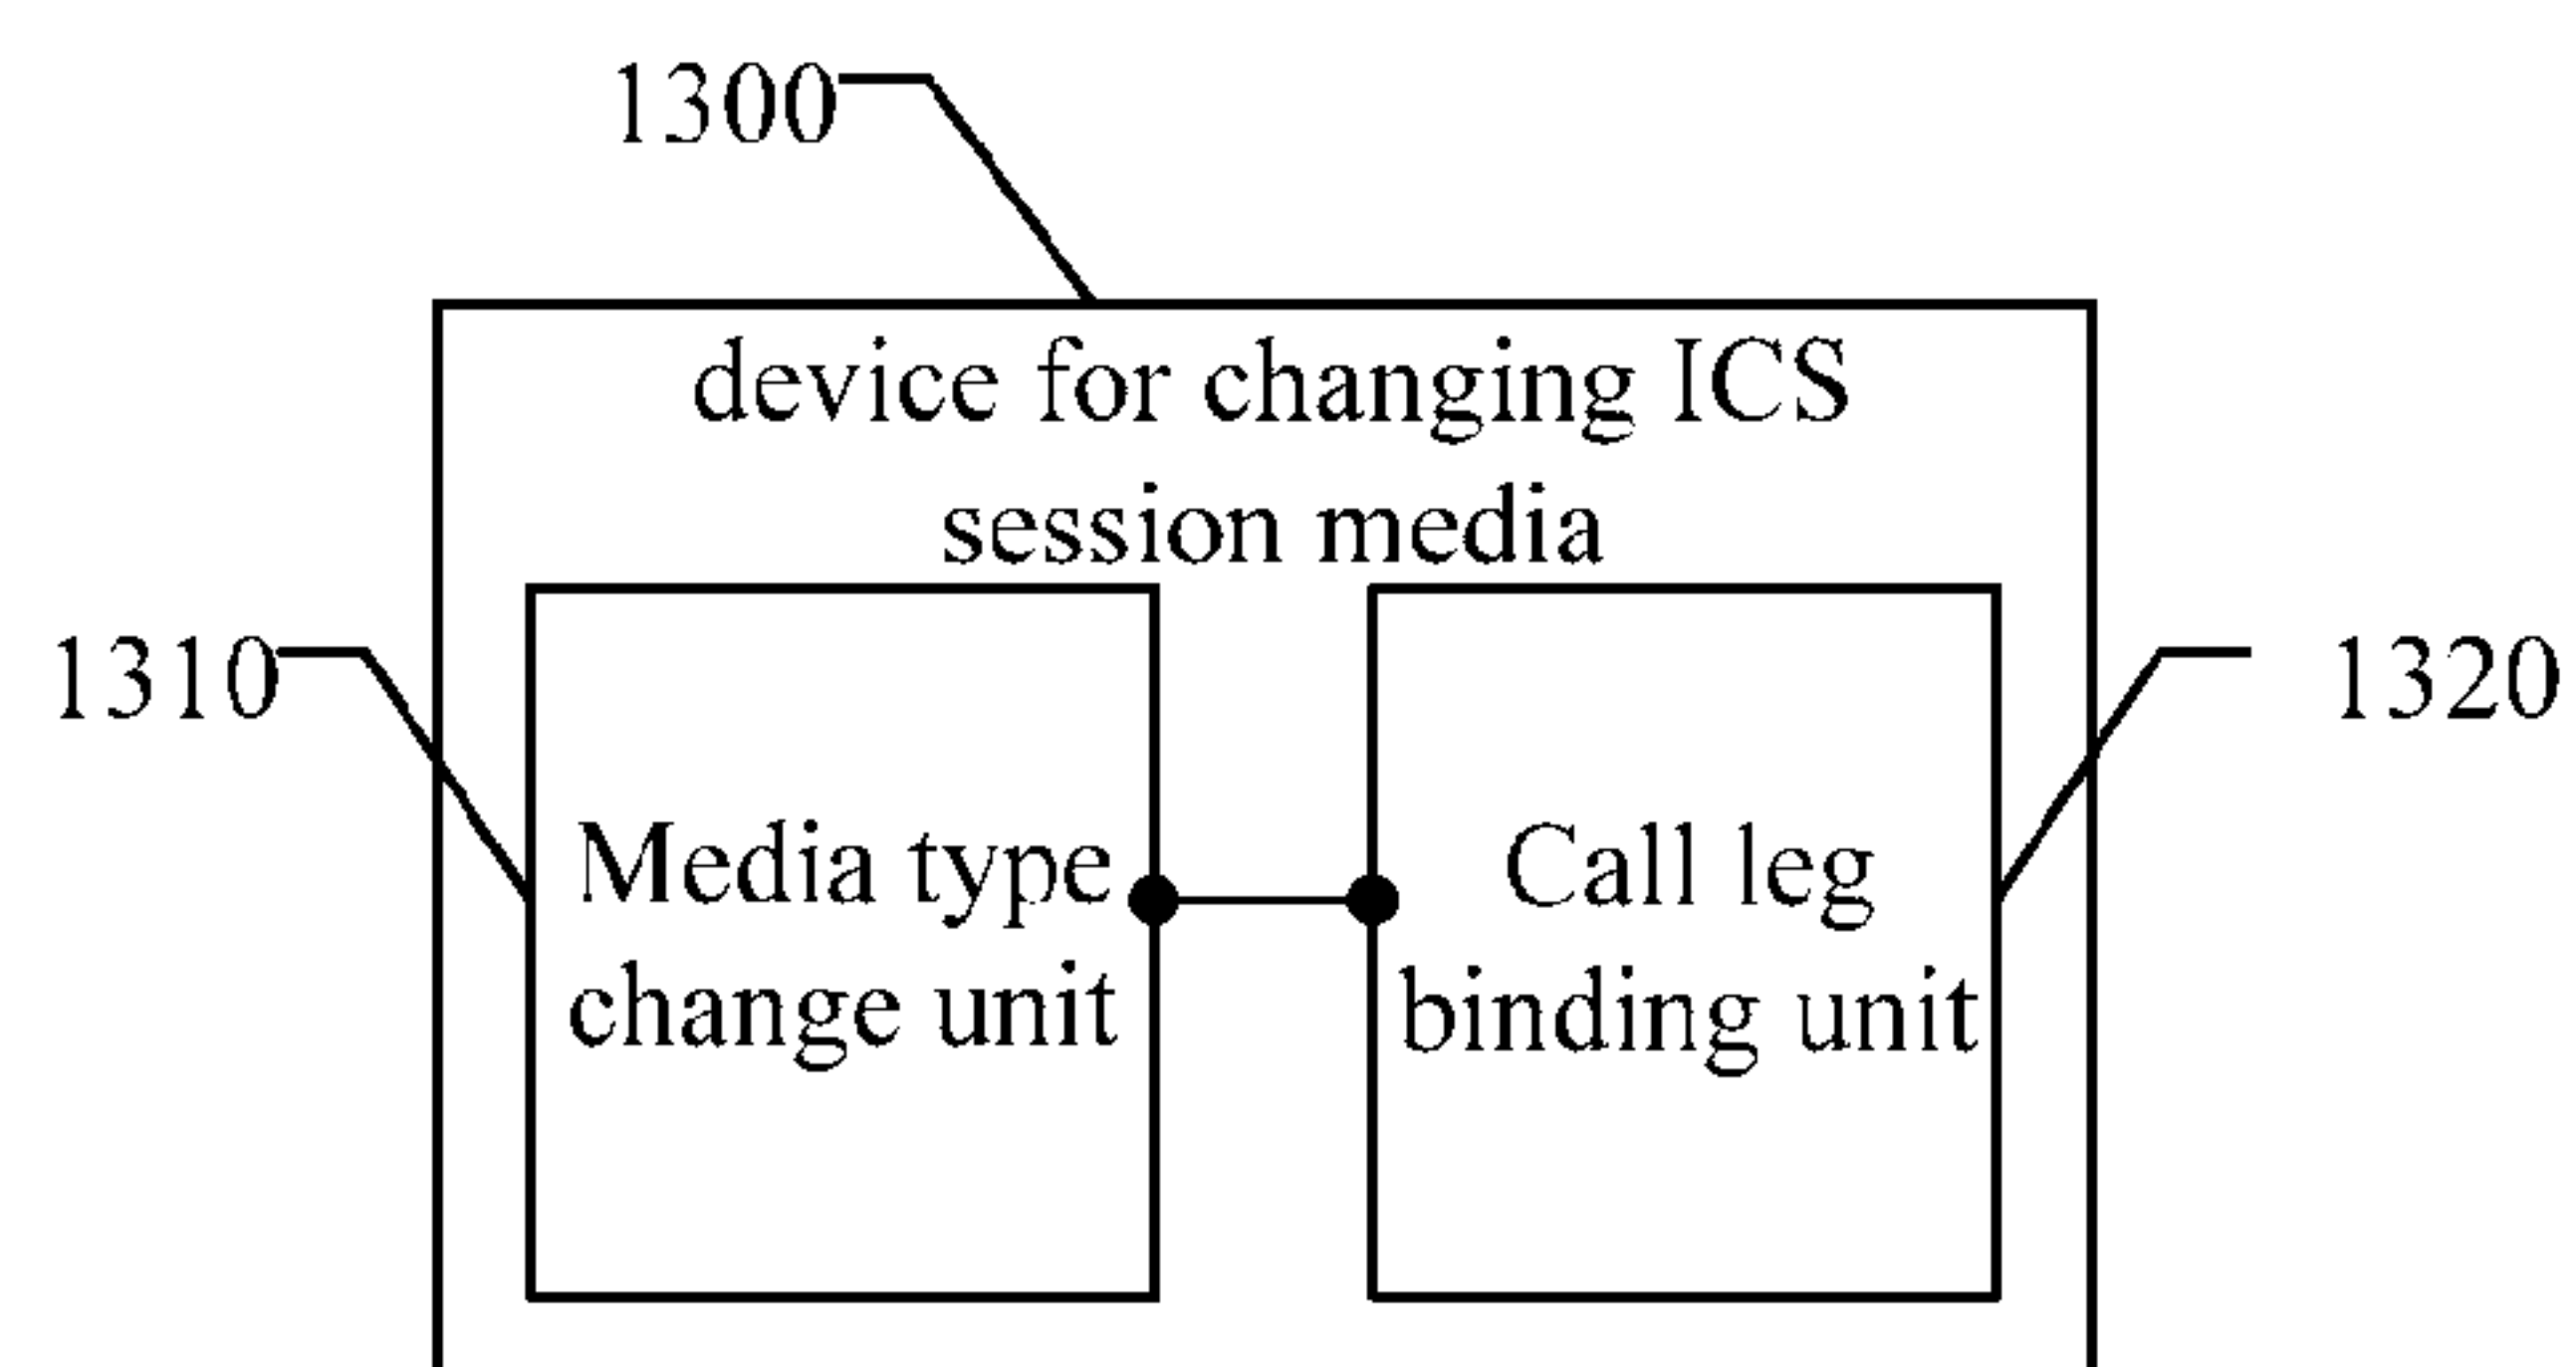 1300
device for changing ICS
session media
1310
1320
Media type
change unit
Call leg
binding unit